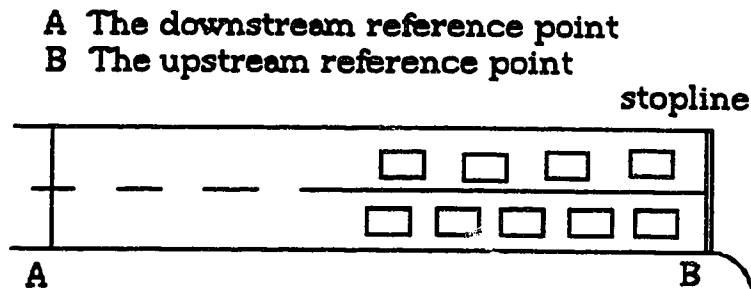 A The downstream reference point
B The upstream reference point
stopline
A
B